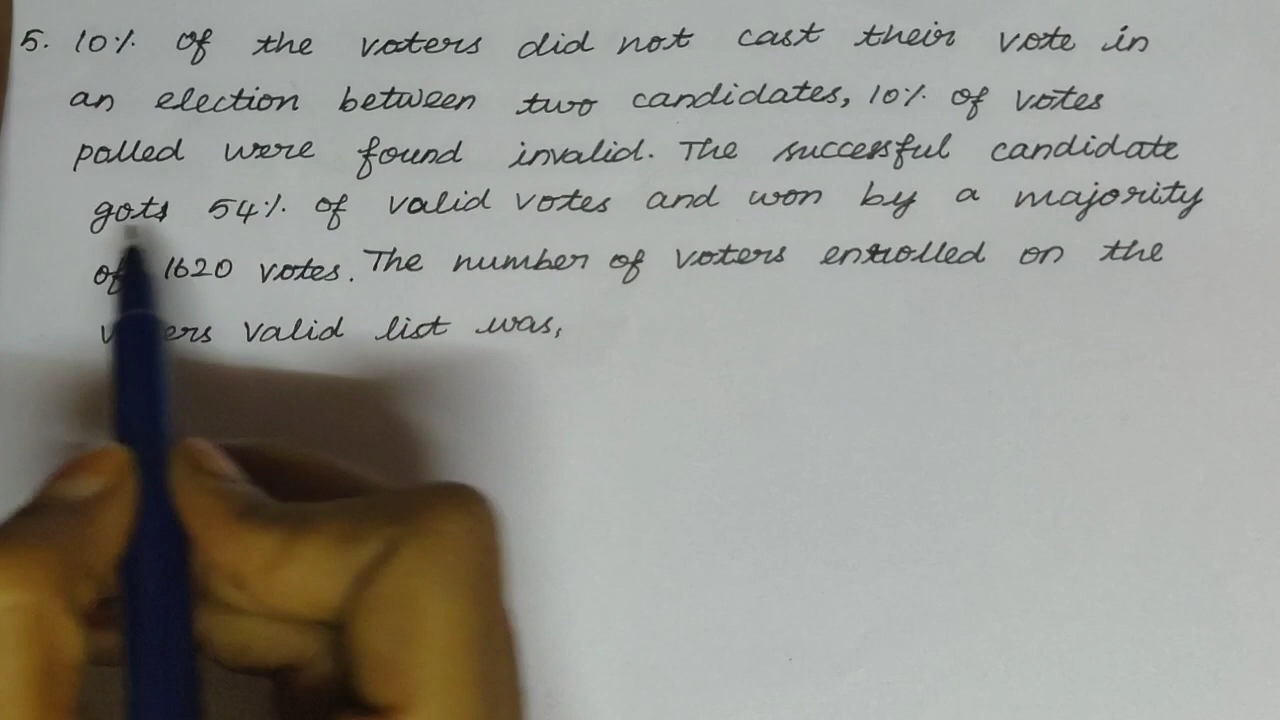 5. 10% of the voters did not cast their vote in
an election between two candidates, 10% of votes
polled were found invalid. The successful candidate
gots 54% of valid votes and won by a majority
of 1620 votes. The number of voters enrolled on the
voters valid list was,